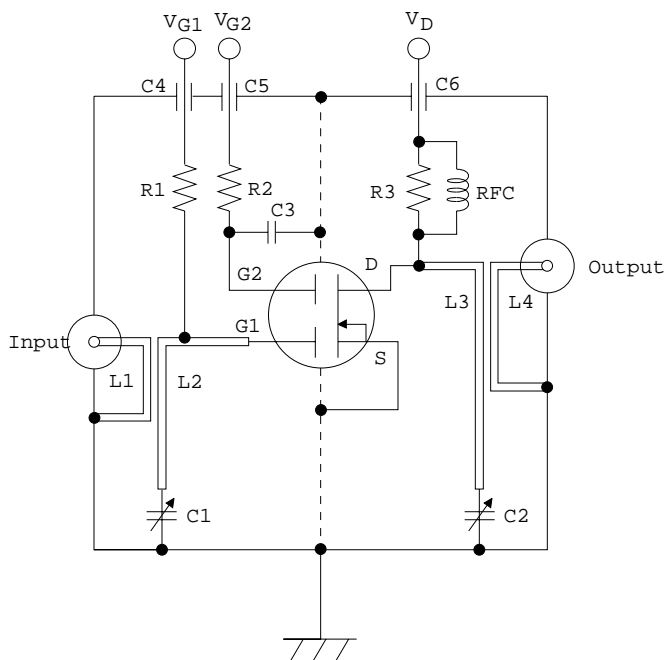 VG1 VG2 VD
C4 C5 C6
R1 R2 R3 RFC
C3
G2 D
Input G1 L3 L4 Output
L1 L2 S
C1 C2